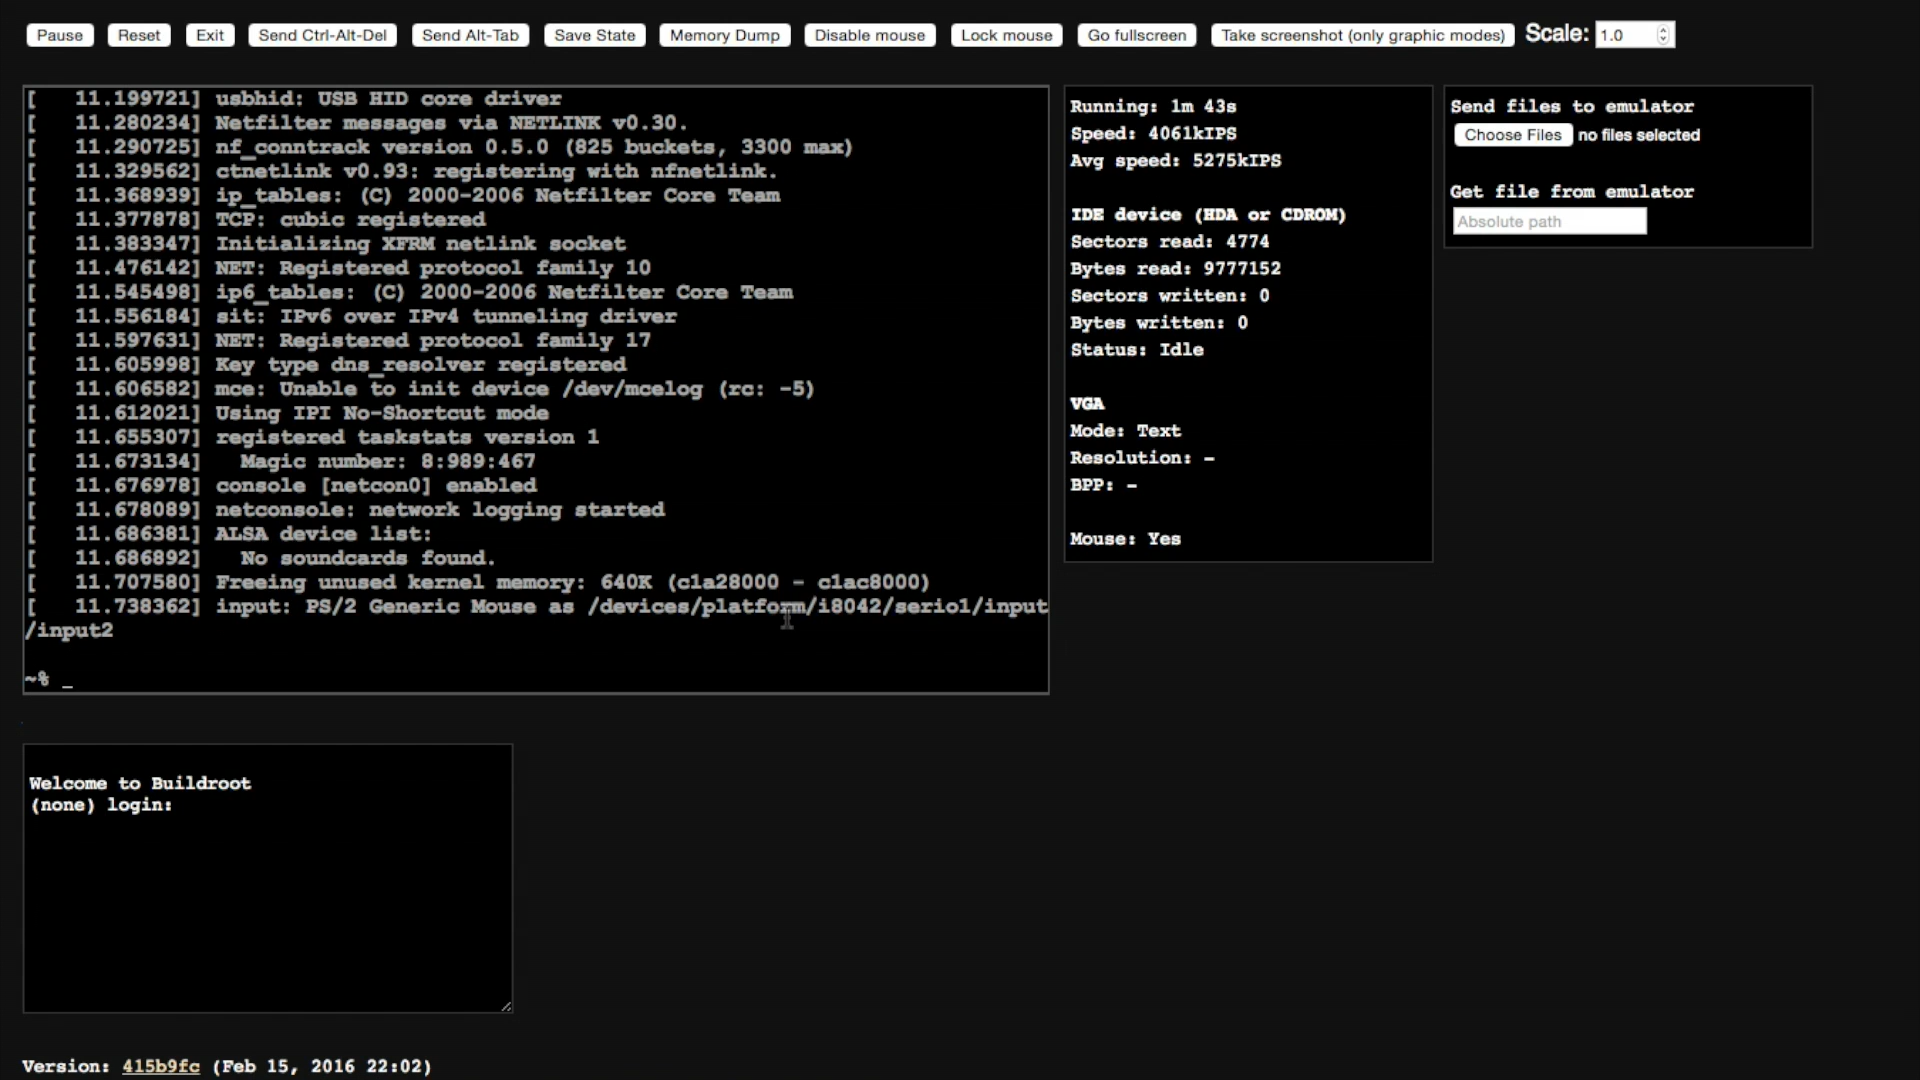 Pause Reset Exit Send Ctrl-Alt-Del Send Alt-Tab Save State Memory Dump Disable mouse Lock mouse Go fullscreen Take screenshot (only graphic modes) Scale: 1.0
[   11.199721] usbhid: USB HID core driver
[   11.280234] Netfilter messages via NETLINK v0.30.
[   11.290725] nf_conntrack version 0.5.0 (825 buckets, 3300 max)
[   11.329562] ctnetlink v0.93: registering with nfnetlink.
[   11.368939] ip_tables: (C) 2000-2006 Netfilter Core Team
[   11.377878] TCP: cubic registered
[   11.383347] Initializing XFRM netlink socket
[   11.476142] NET: Registered protocol family 10
[   11.545498] ip6_tables: (C) 2000-2006 Netfilter Core Team
[   11.556184] sit: IPv6 over IPv4 tunneling driver
[   11.597631] NET: Registered protocol family 17
[   11.605998] Key type dns_resolver registered
[   11.606582] mce: Unable to init device /dev/mcelog (rc: -5)
[   11.612021] Using IPI No-Shortcut mode
[   11.655307] registered taskstats version 1
[   11.673134]   Magic number: 8:989:467
[   11.676978] console [netcon0] enabled
[   11.678089] netconsole: network logging started
[   11.686381] ALSA device list:
[   11.686892]   No soundcards found.
[   11.707580] Freeing unused kernel memory: 640K (c1a28000 - c1ac8000)
[   11.738362] input: PS/2 Generic Mouse as /devices/platform/i8042/serio1/input
/input2
~% _
Running: 1m 43s
Speed: 4061kIPS
Avg speed: 5275kIPS
IDE device (HDA or CDROM)
Sectors read: 4774
Bytes read: 9777152
Sectors written: 0
Bytes written: 0
Status: Idle
VGA
Mode: Text
Resolution: -
BPP: -
Mouse: Yes
Send files to emulator
Choose Files no files selected
Get file from emulator
Absolute path
Welcome to Buildroot
(none) login:
Version: 415b9fc (Feb 15, 2016 22:02)